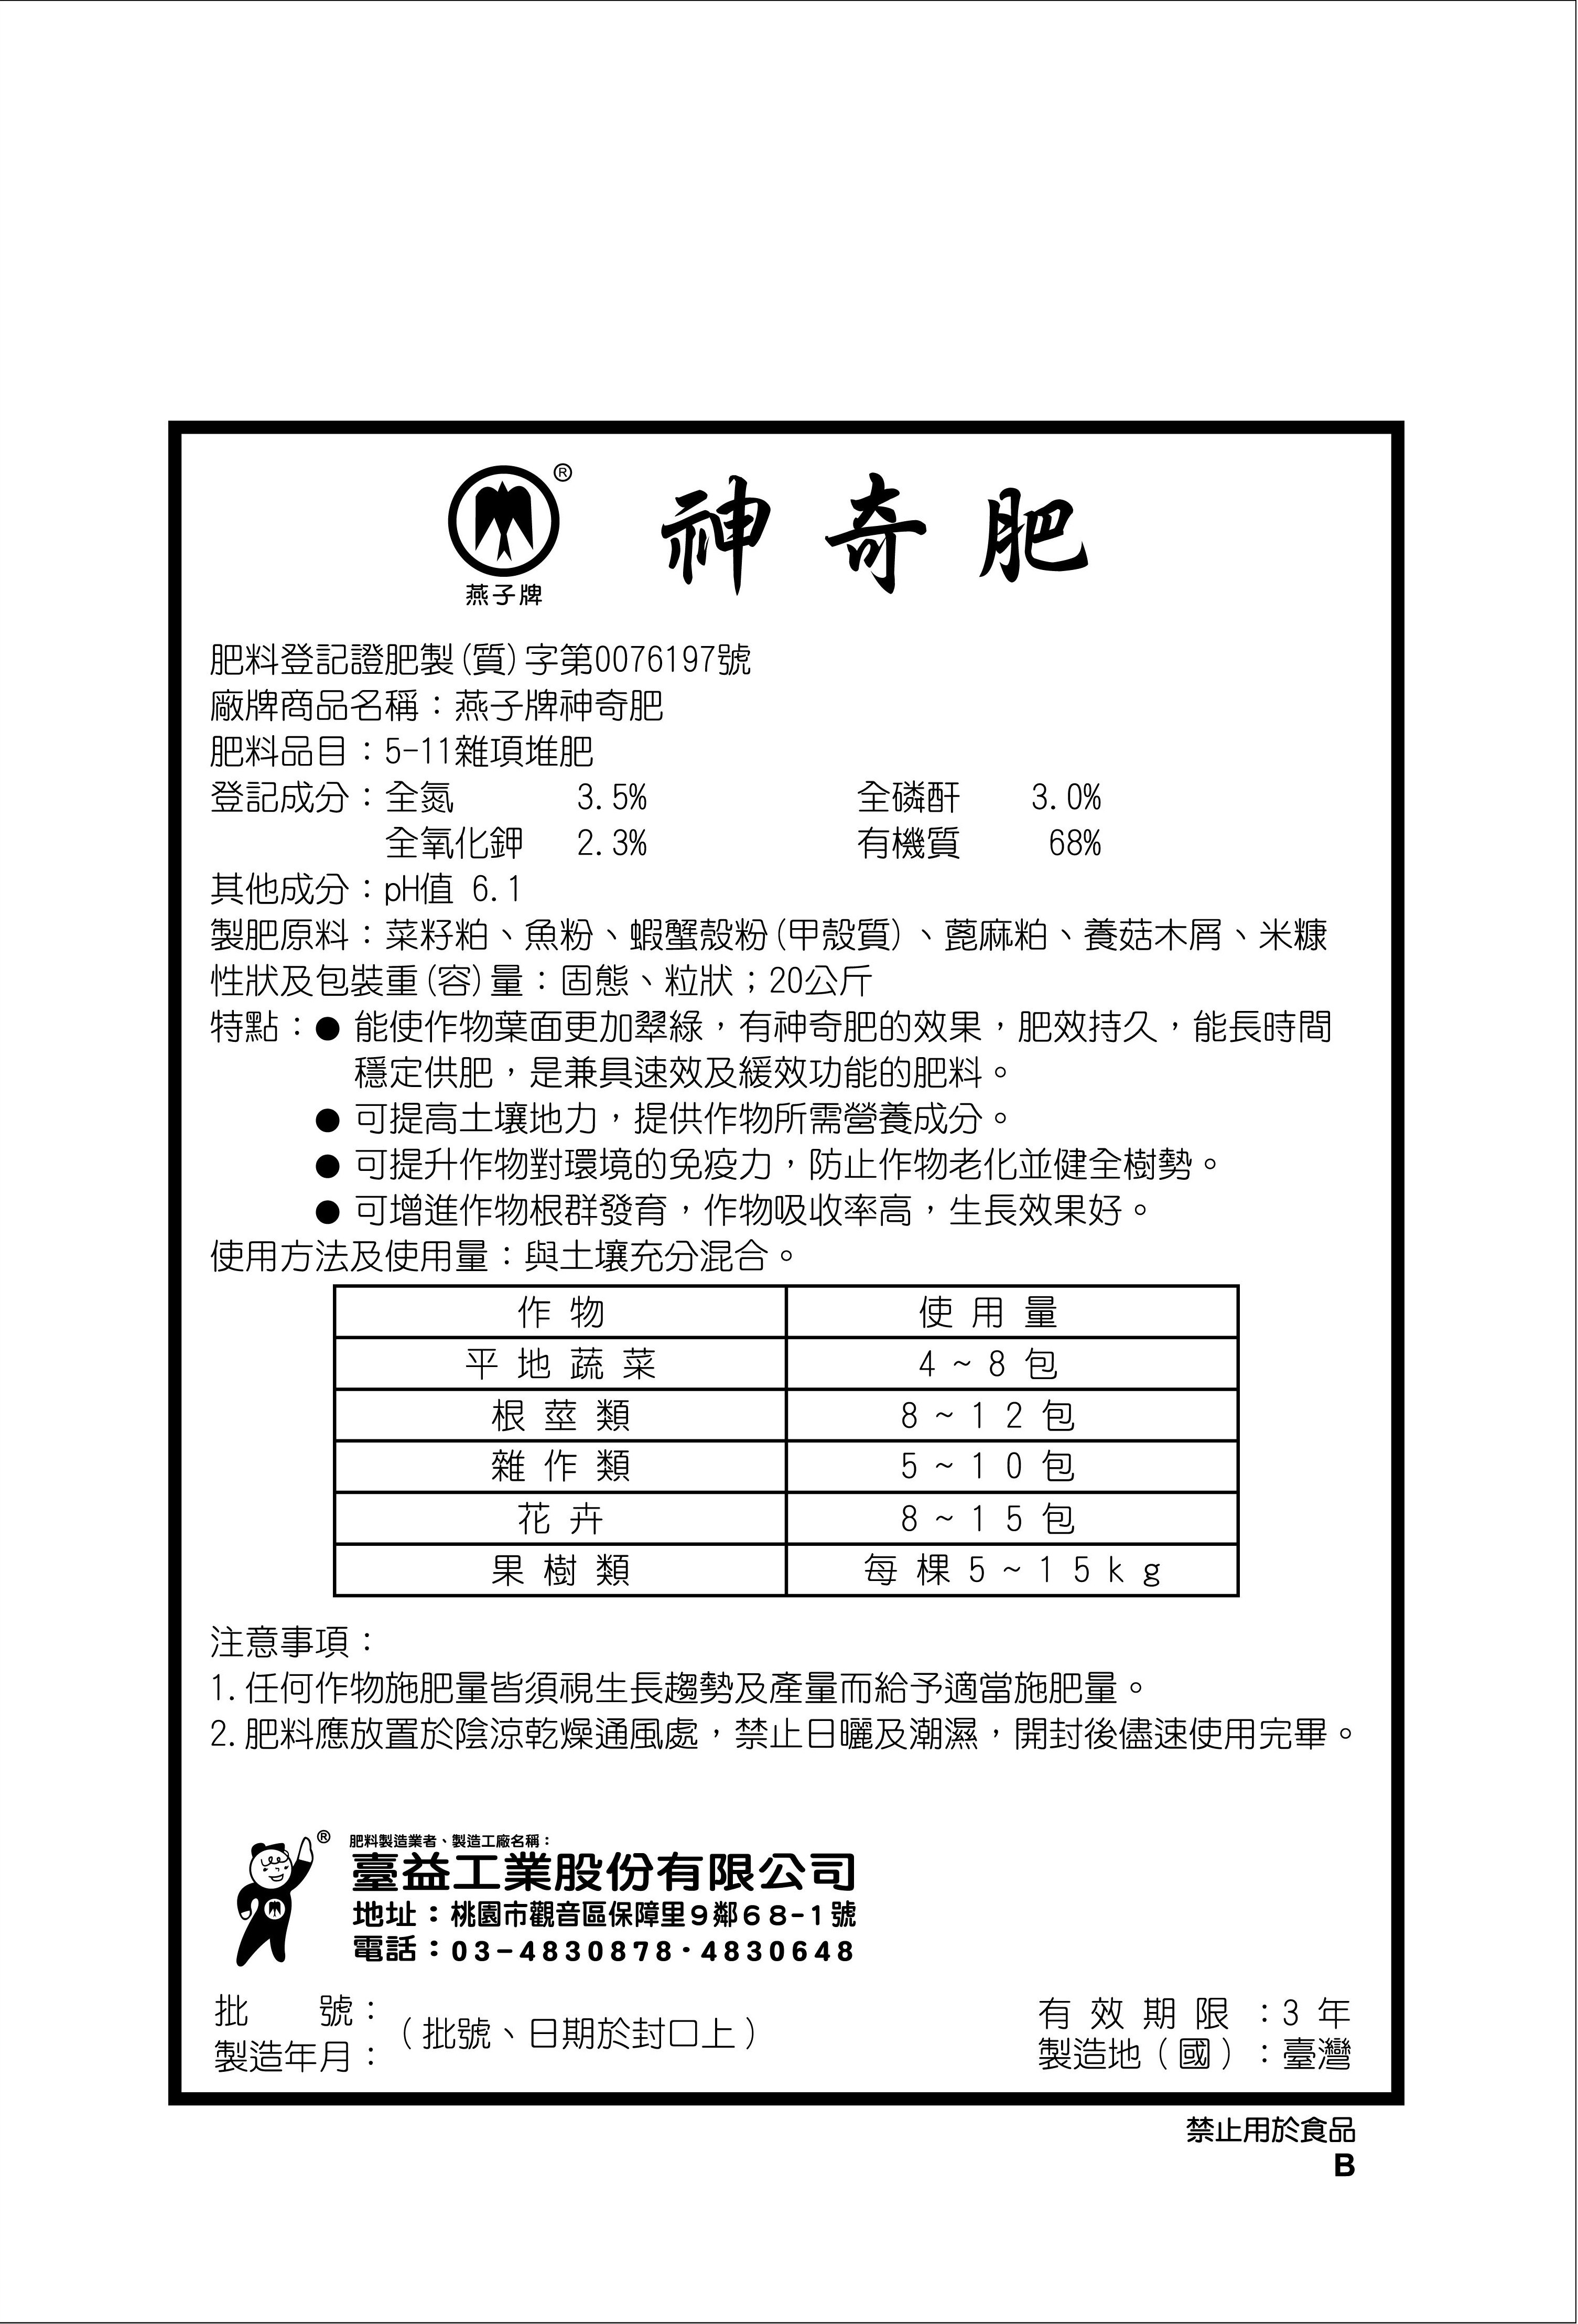 ®
燕子牌
神奇肥
肥料登記證肥製(質)字第0076197號
廠牌商品名稱：燕子牌神奇肥
肥料品目：5-11雜項堆肥
登記成分：全氮 3.5% 全磷酐 3.0%
全氧化鉀 2.3% 有機質 68%
其他成分：pH值 6.1
製肥原料：菜籽粕、魚粉、蝦蟹殼粉(甲殼質)、蓖麻粕、養菇木屑、米糠
性狀及包裝重(容)量：固態、粒狀；20公斤
特點：● 能使作物葉面更加翠綠，有神奇肥的效果，肥效持久，能長時間
穩定供肥，是兼具速效及緩效功能的肥料。
● 可提高土壤地力，提供作物所需營養成分。
● 可提升作物對環境的免疫力，防止作物老化並健全樹勢。
● 可增進作物根群發育，作物吸收率高，生長效果好。
使用方法及使用量：與土壤充分混合。
作物 使用量
平地蔬菜 4~8包
根莖類 8~12包
雜作類 5~10包
花卉 8~15包
果樹類 每棵5~15kg
注意事項：
1.任何作物施肥量皆須視生長趨勢及產量而給予適當施肥量。
2.肥料應放置於陰涼乾燥通風處，禁止日曬及潮濕，開封後儘速使用完畢。
®
肥料製造業者、製造工廠名稱：
臺益工業股份有限公司
地址：桃園市觀音區保障里9鄰68-1號
電話：03-4830878·4830648
批　　號：
製造年月：
（批號、日期於封口上）
有效期限：3年
製造地（國）：臺灣
禁止用於食品
B